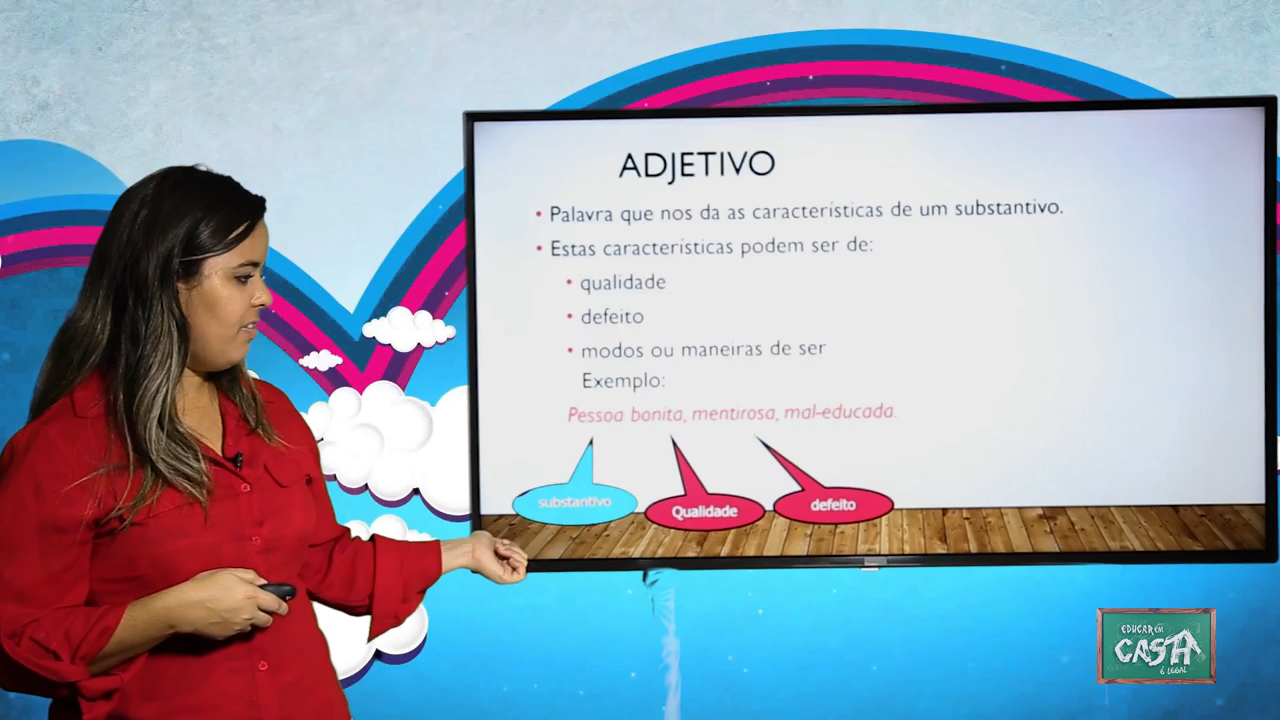 ADJETIVO
• Palavra que nos da as características de um substantivo.
• Estas características podem ser de:
• qualidade
• defeito
• modos ou maneiras de ser
Exemplo:
Pessoa bonita, mentirosa, mal-educada.
substantivo
Qualidade
defeito
EDUCAR EM
CASA
É LEGAL